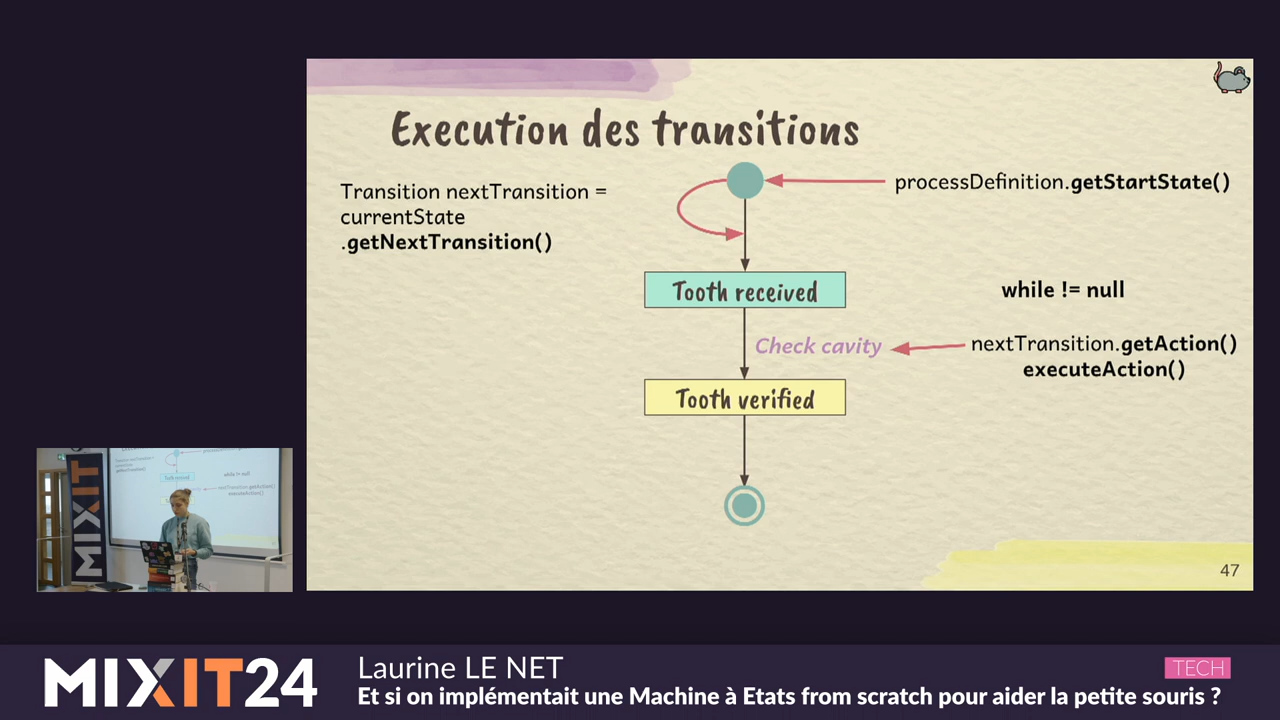 Execution des transitions
Transition nextTransition =
currentState
.getNextTransition()
processDefinition.getStartState()
Tooth received
while != null
Check cavity
nextTransition.getAction()
executeAction()
Tooth verified
47
MIXIT
MIXIT24
Laurine LE NET
TECH
Et si on implémentait une Machine à Etats from scratch pour aider la petite souris ?